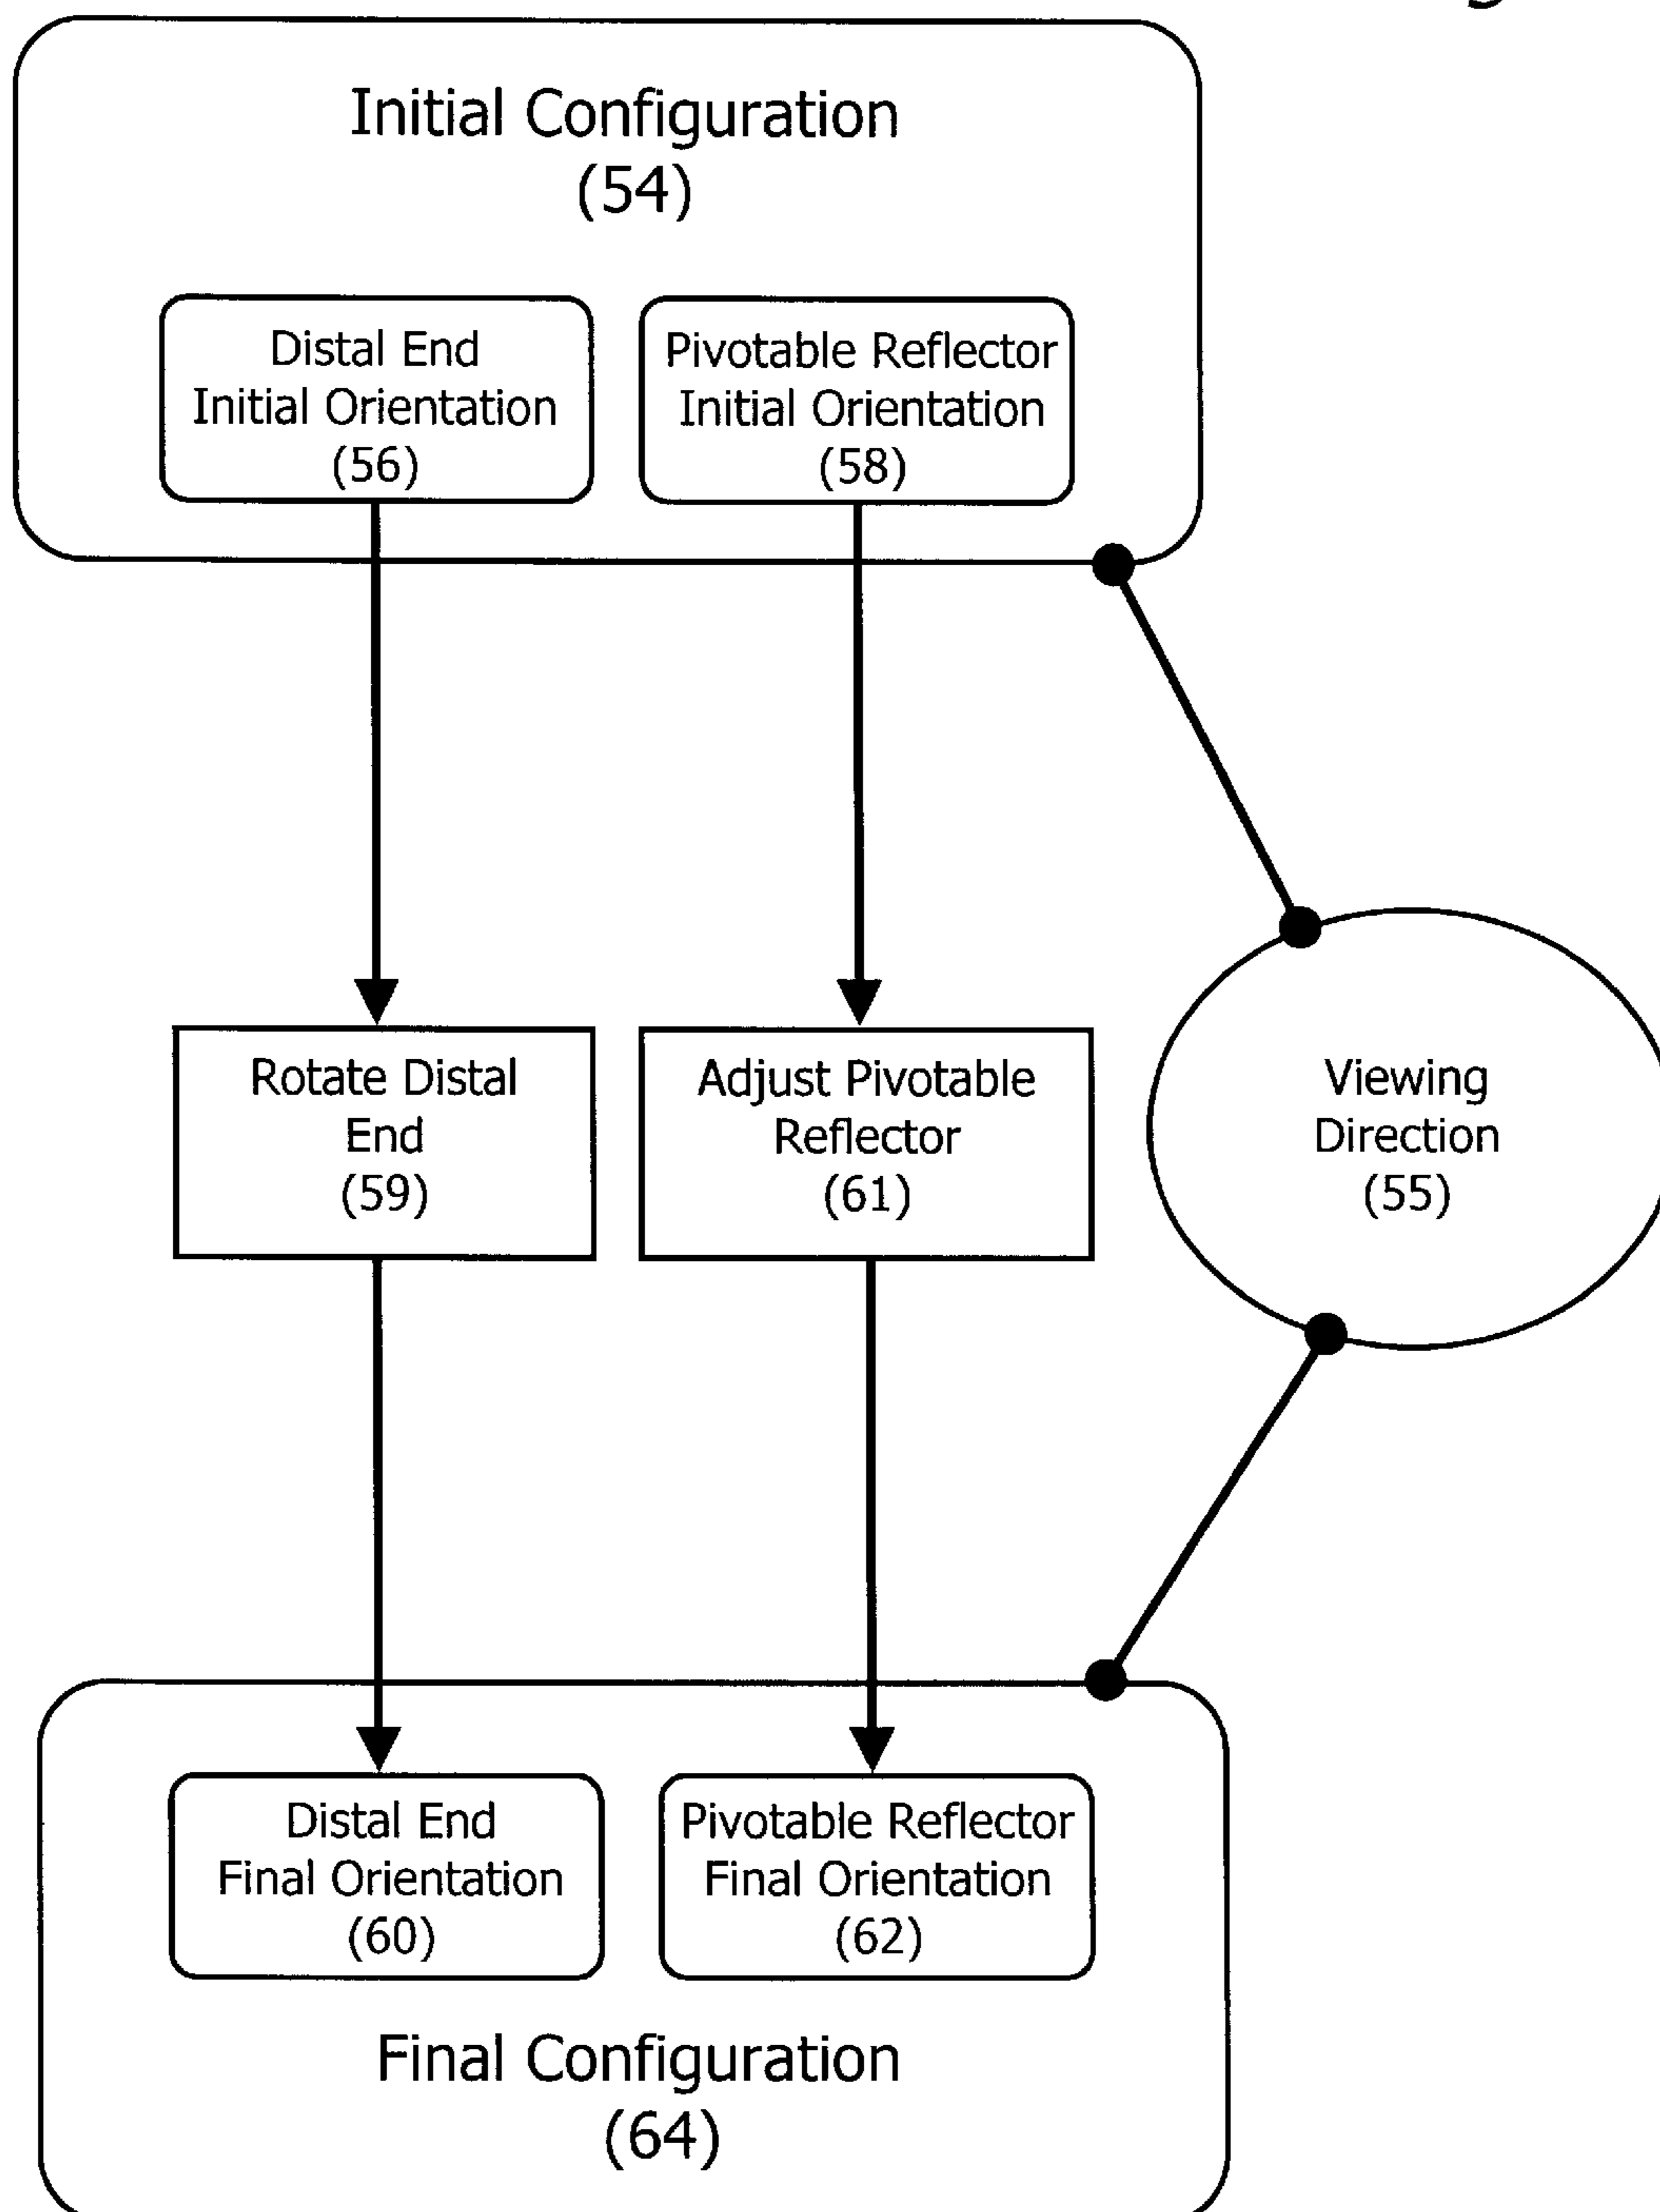 Initial Configuration
(54)
Distal End
Initial Orientation
(56)
Pivotable Reflector
Initial Orientation
(58)
Rotate Distal
End
(59)
Adjust Pivotable
Reflector
(61)
Viewing
Direction
(55)
Distal End
Final Orientation
(60)
Pivotable Reflector
Final Orientation
(62)
Final Configuration
(64)